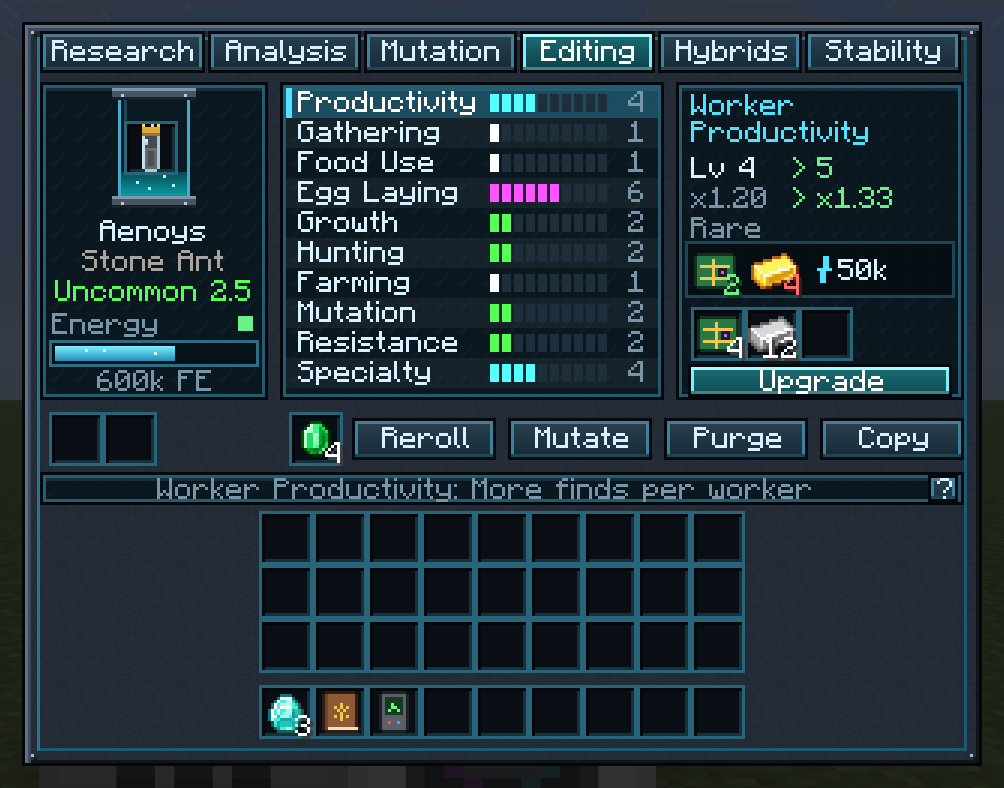 Research Analysis Mutation Editing Hybrids Stability
Aenoys
Stone Ant
Uncommon 2.5
Energy
600k FE
Productivity 4
Gathering 1
Food Use 1
Egg Laying 6
Growth 2
Hunting 2
Farming 1
Mutation 2
Resistance 2
Specialty 4
Worker
Productivity
Lv 4 > 5
x1.20 > x1.33
Rare
2 4 50k
4 12
Upgrade
4 Reroll Mutate Purge Copy
Worker Productivity: More finds per worker ?
3